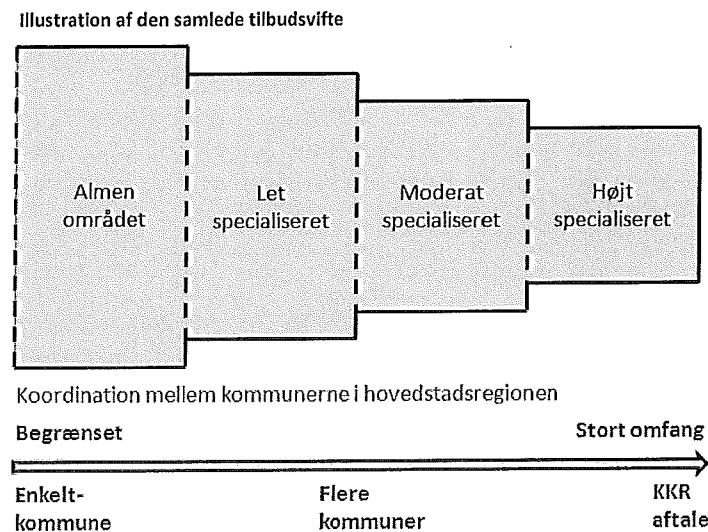 Illustration af den samlede tilbudsvifte
Almen
området
Let
specialiseret
Moderat
specialiseret
Højt
specialiseret
Koordination mellem kommunerne i hovedstadsregionen
Begrænset
Stort omfang
Enkelt-
kommune
Flere
kommuner
KKR
aftale